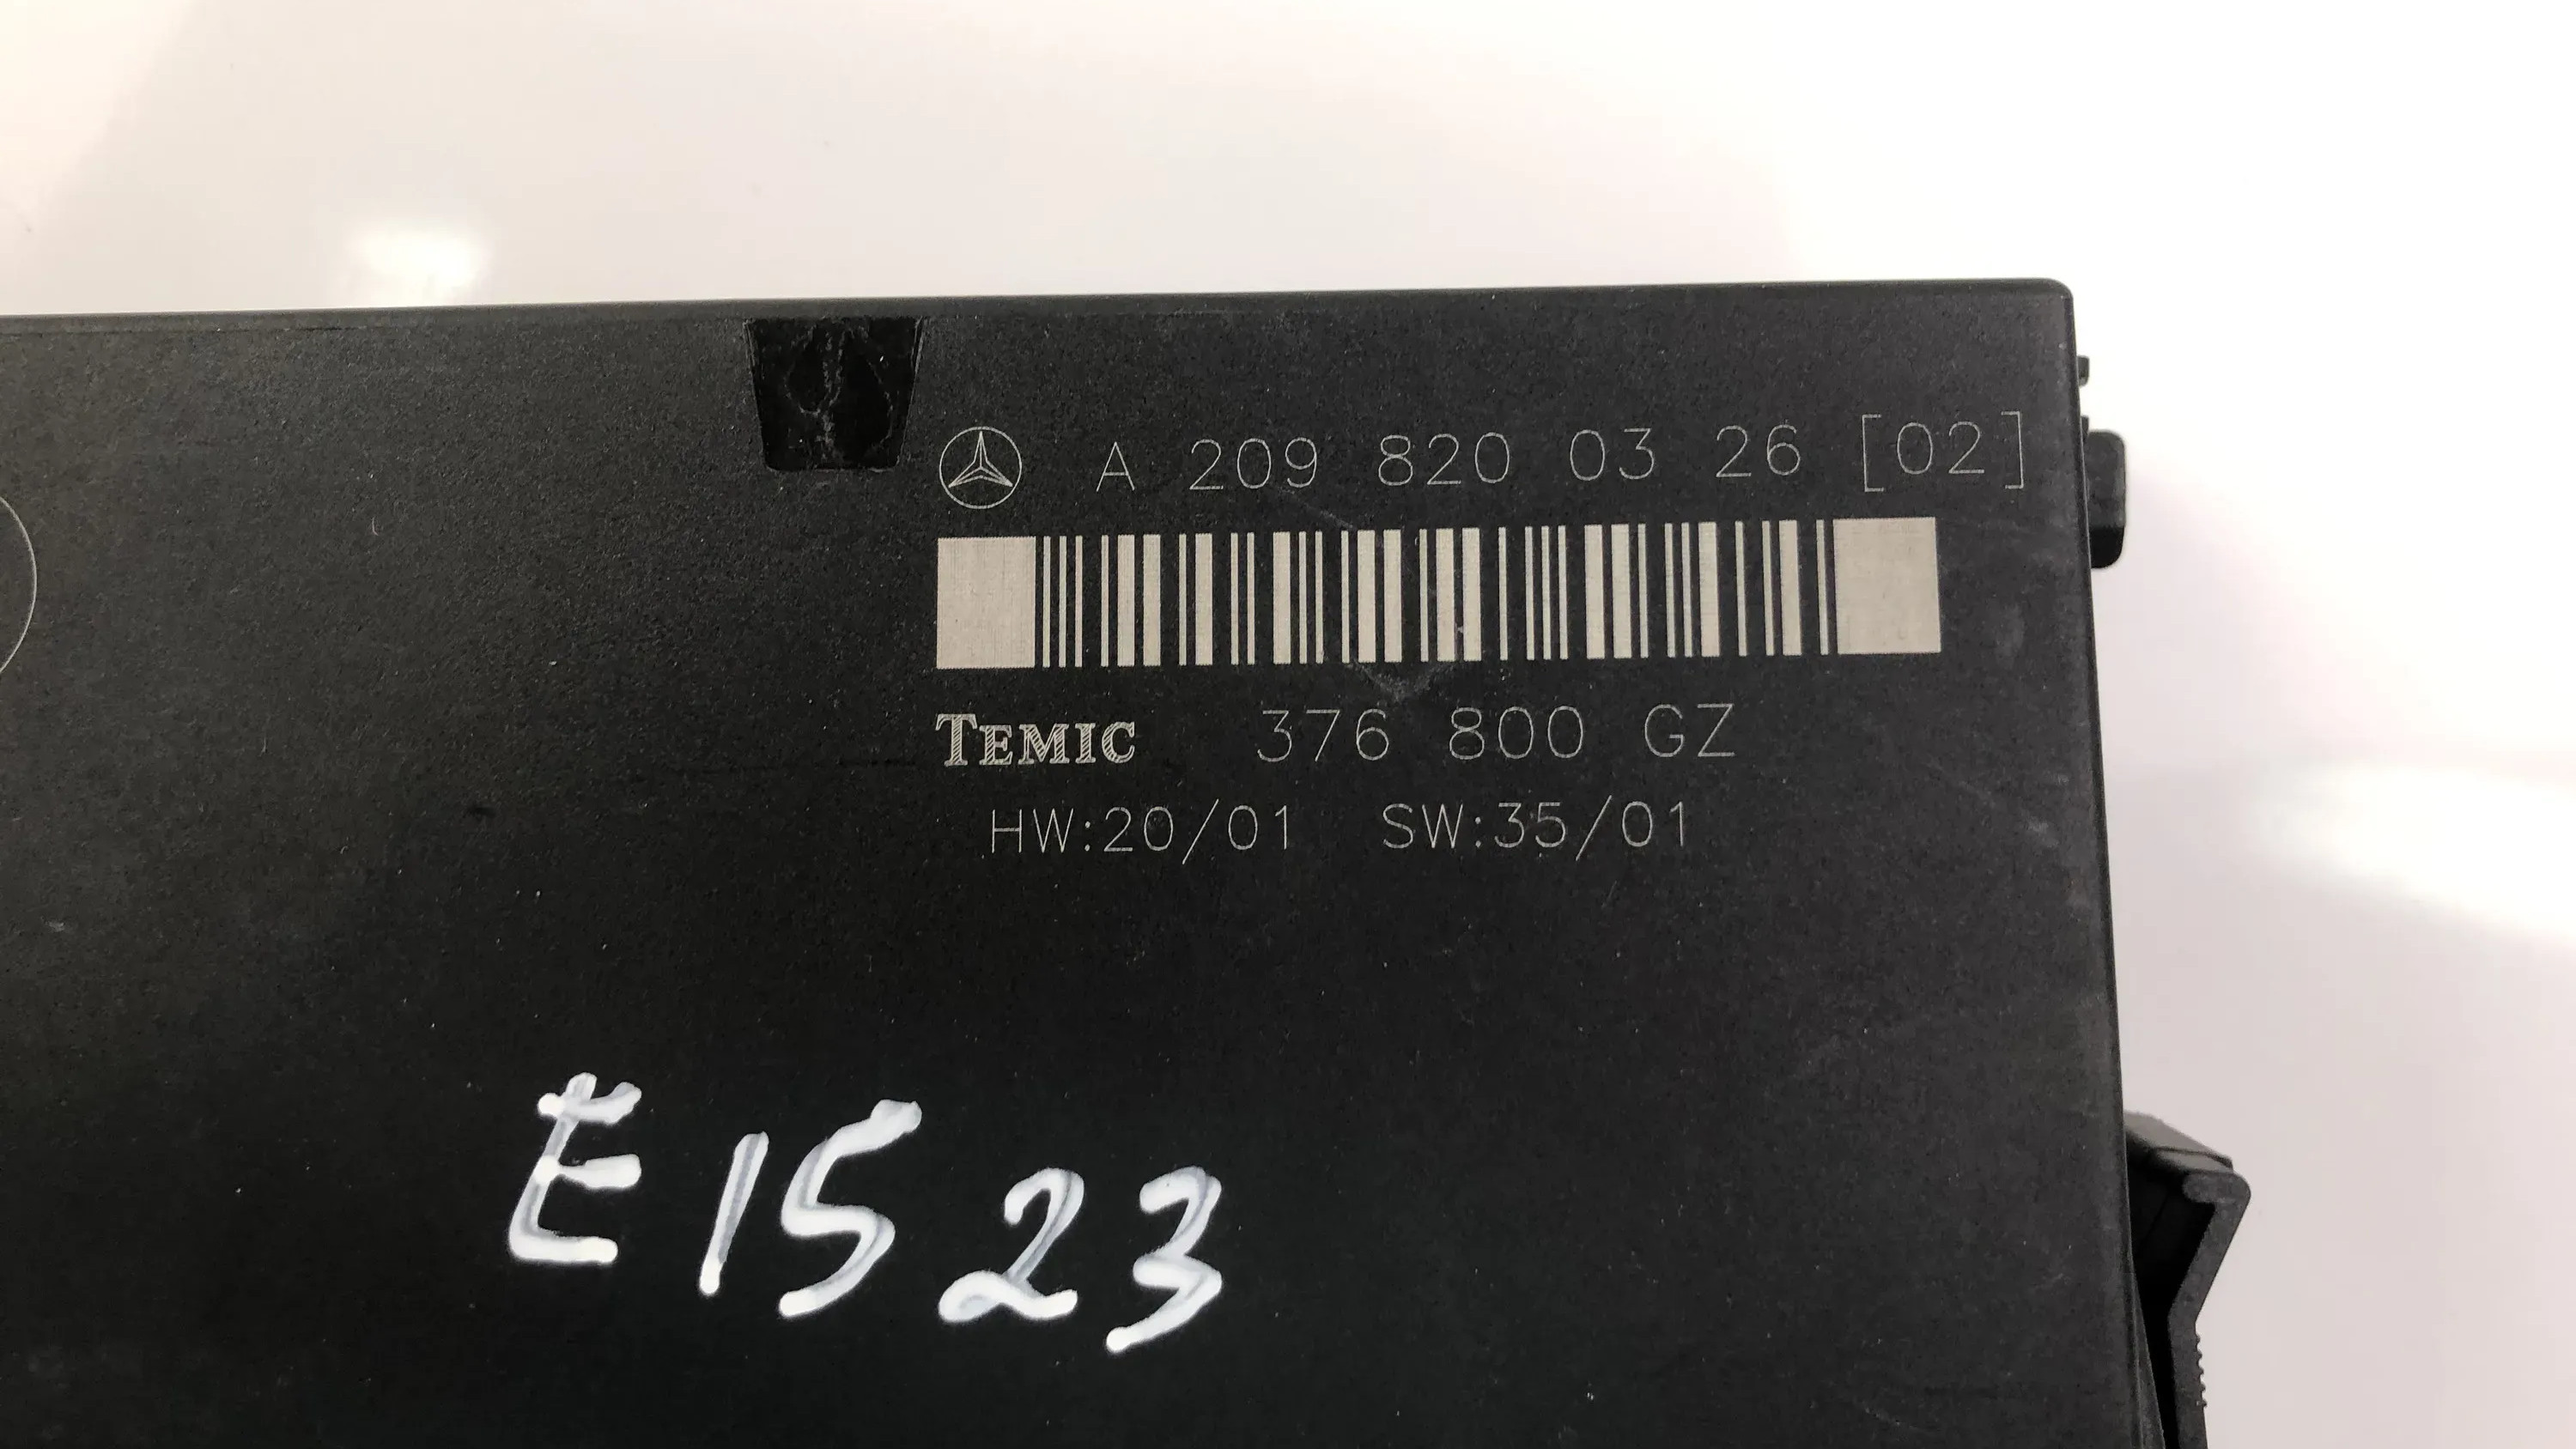 A 209 820 03 26 [02]
TEMIC 376 800 GZ
HW:20/01 SW:35/01
E1523